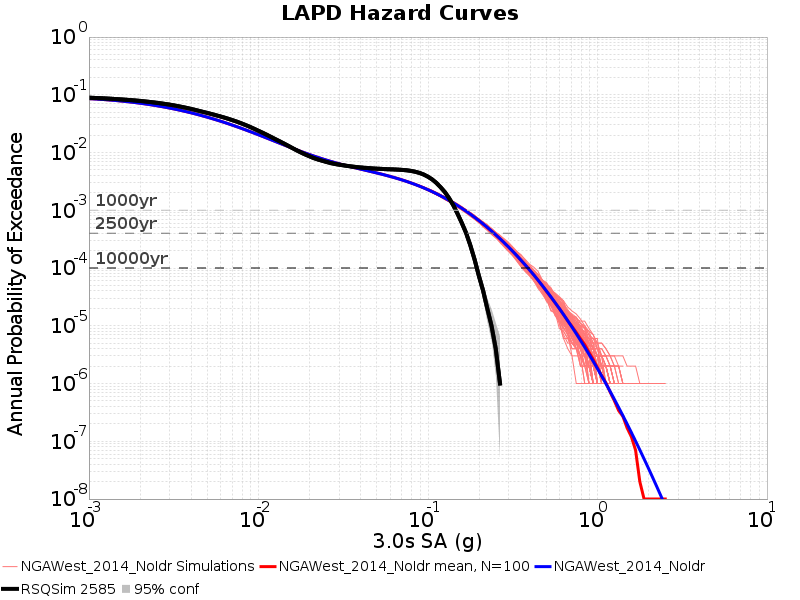 LAPD Hazard Curves
Annual Probability of Exceedance
10^0
10^-1
10^-2
10^-3
10^-4
10^-5
10^-6
10^-7
10^-8
1000yr
2500yr
10000yr
10^-3 10^-2 10^-1 10^0 10^1
3.0s SA (g)
NGAWest_2014_NoIdr Simulations NGAWest_2014_NoIdr mean, N=100 NGAWest_2014_NoIdr
RSQSim 2585 95% conf